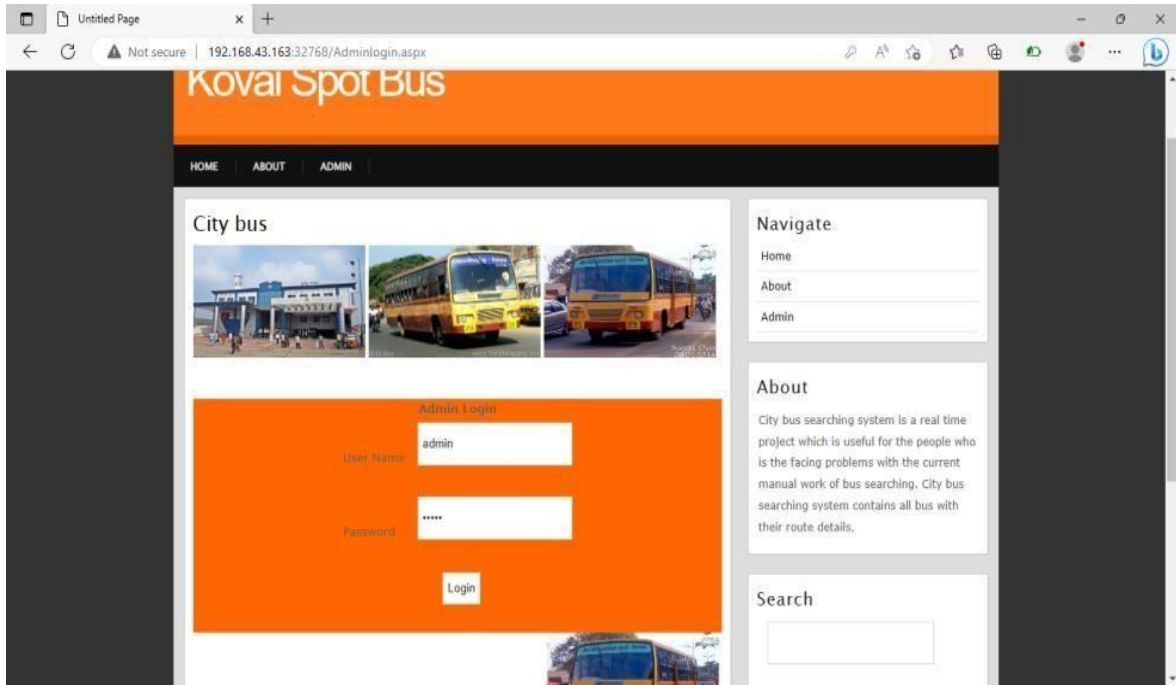 Untitled Page
Not secure | 192.168.43.163:32768/Adminlogin.aspx
Kovai Spot Bus
HOME ABOUT ADMIN
City bus
Admin Login
User Name admin
Password •••••
Login
Navigate
Home
About
Admin
About
City bus searching system is a real time
project which is useful for the people who
is the facing problems with the current
manual work of bus searching. City bus
searching system contains all bus with
their route details.
Search